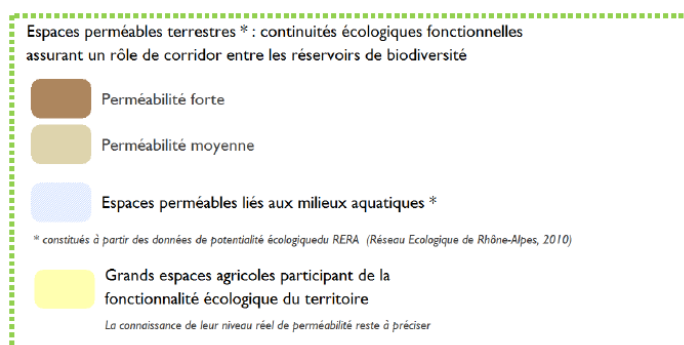 Espaces perméables terrestres * : continuités écologiques fonctionnelles
assurant un rôle de corridor entre les réservoirs de biodiversité
Perméabilité forte
Perméabilité moyenne
Espaces perméables liés aux milieux aquatiques *
* constitués à partir des données de potentialité écologiquedu RERA (Réseau Ecologique de Rhône-Alpes, 2010)
Grands espaces agricoles participant de la
fonctionnalité écologique du territoire
La connaissance de leur niveau réel de perméabilité reste à préciser